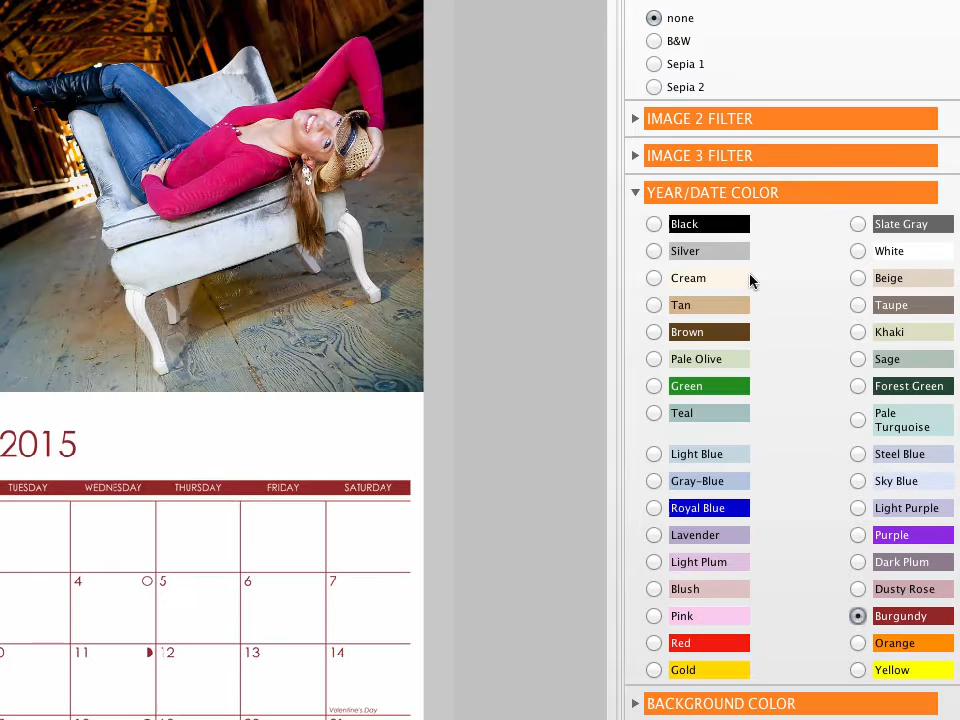 none
B&W
Sepia 1
Sepia 2
IMAGE 2 FILTER
IMAGE 3 FILTER
YEAR/DATE COLOR
Black
Slate Gray
Silver
White
Cream
Beige
Tan
Taupe
Brown
Khaki
Pale Olive
Sage
Green
Forest Green
Teal
Pale
Turquoise
Light Blue
Steel Blue
Gray-Blue
Sky Blue
Royal Blue
Light Purple
Lavender
Purple
Light Plum
Dark Plum
Blush
Dusty Rose
Pink
Burgundy
Red
Orange
Gold
Yellow
BACKGROUND COLOR
2015
TUESDAY WEDNESDAY THURSDAY FRIDAY SATURDAY
4 5 6 7
11 12 13 14
Valentine's Day